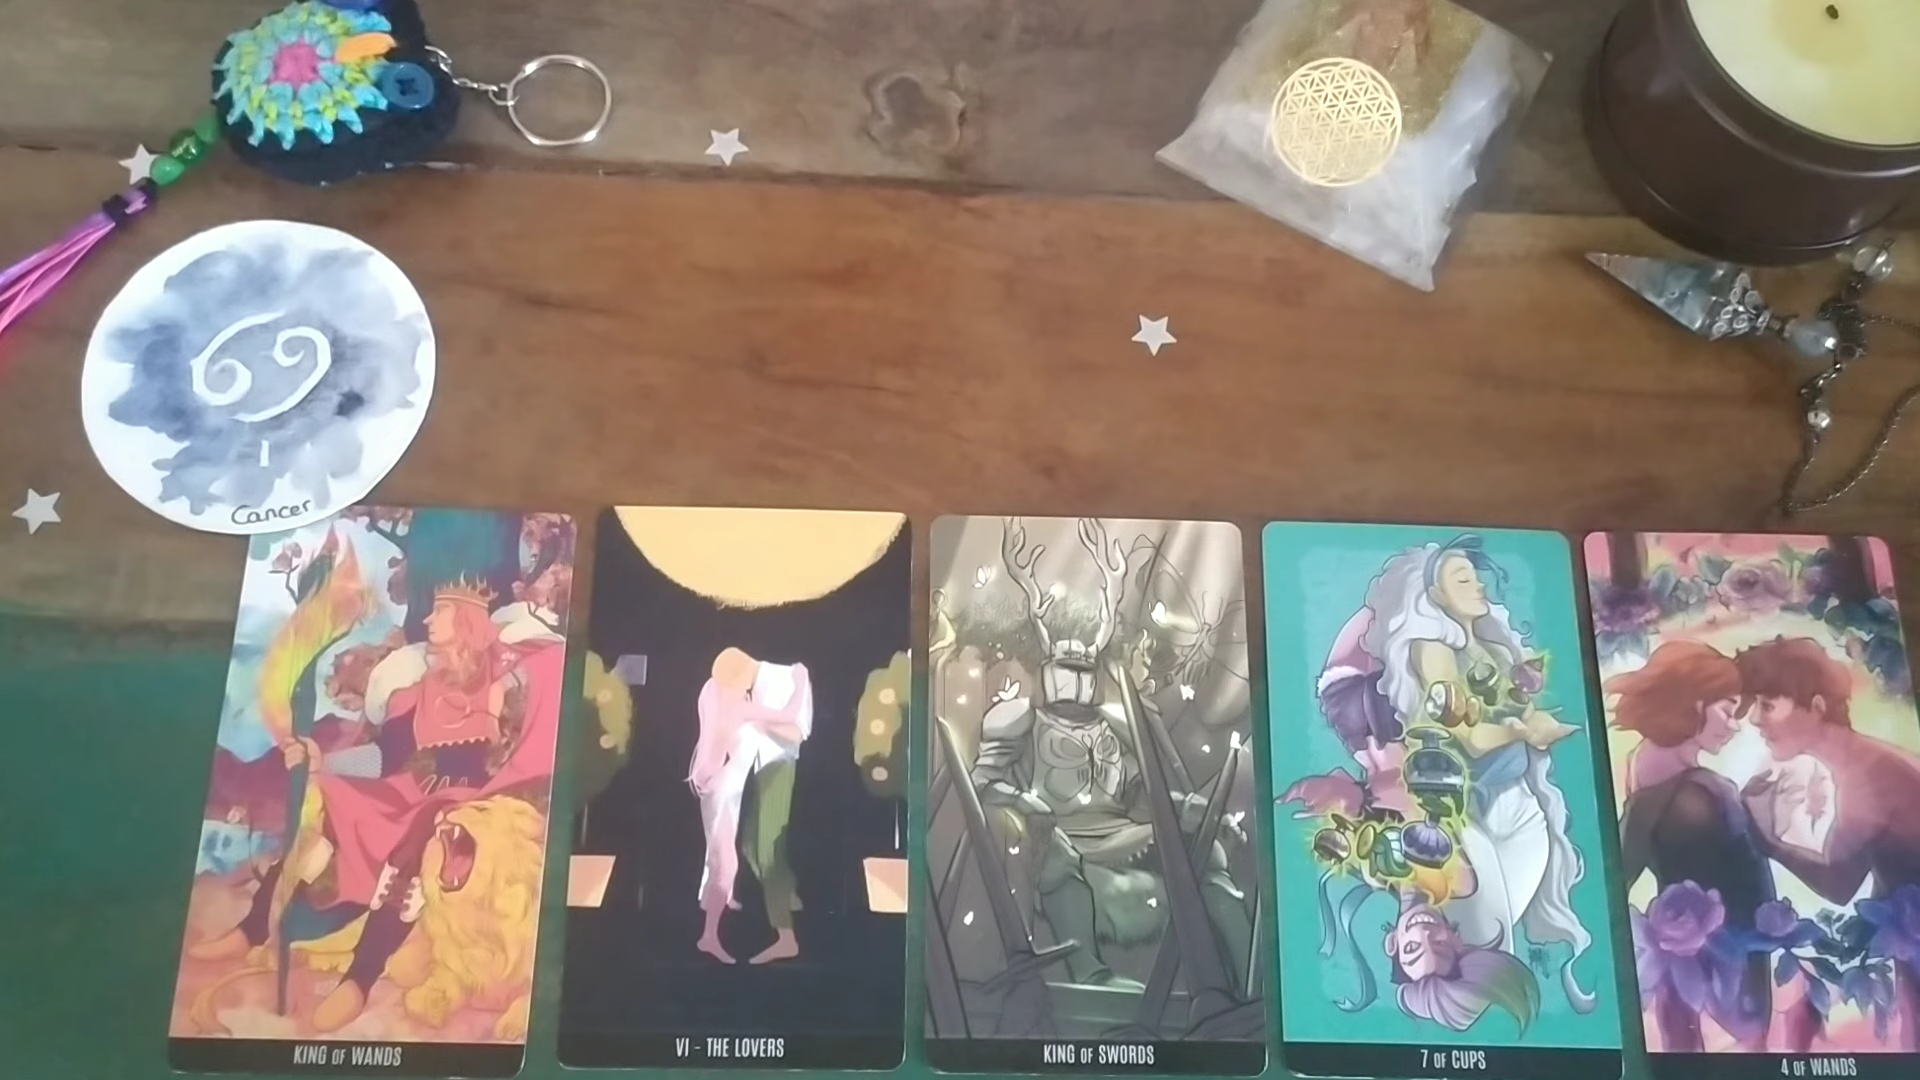 Cancer
KING OF WANDS
VI - THE LOVERS
KING OF SWORDS
7 OF CUPS
4 OF WANDS